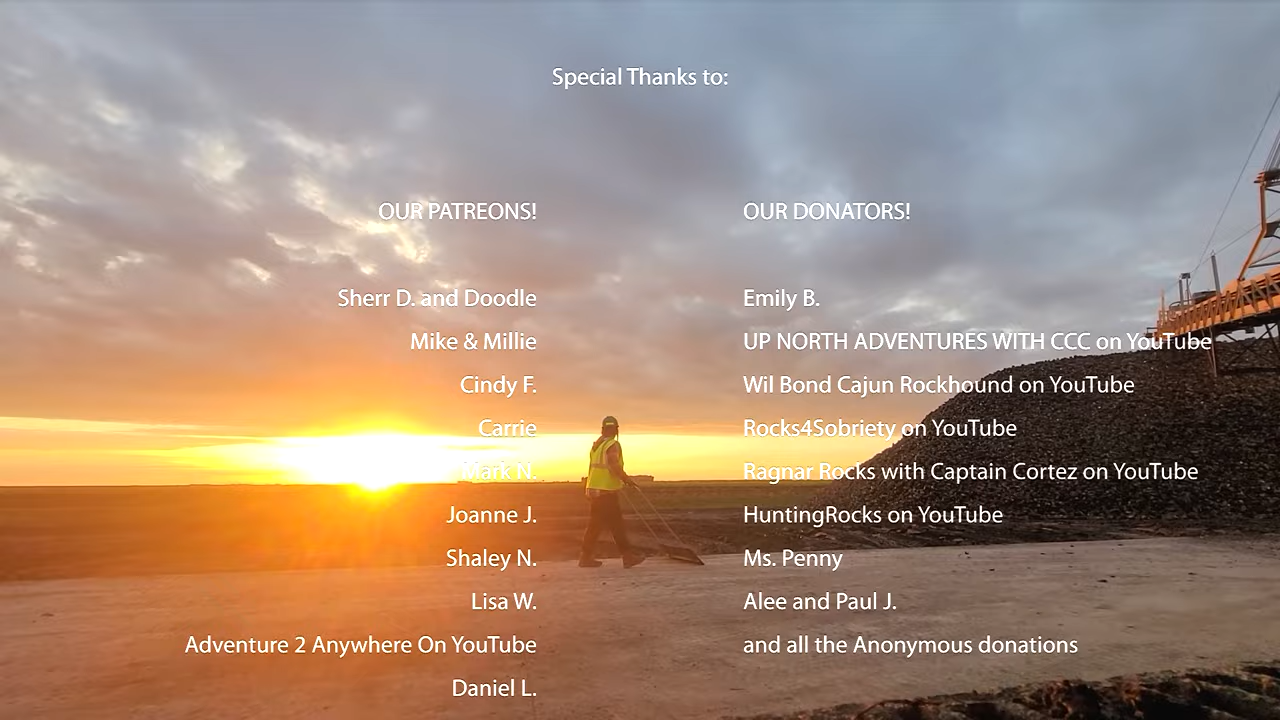 Special Thanks to:
OUR PATREONS!
Sherr D. and Doodle
Mike & Millie
Cindy F.
Carrie
Mark N.
Joanne J.
Shaley N.
Lisa W.
Adventure 2 Anywhere On YouTube
Daniel L.
OUR DONATORS!
Emily B.
UP NORTH ADVENTURES WITH CCC on YouTube
Wil Bond Cajun Rockhound on YouTube
Rocks4Sobriety on YouTube
Ragnar Rocks with Captain Cortez on YouTube
HuntingRocks on YouTube
Ms. Penny
Alee and Paul J.
and all the Anonymous donations